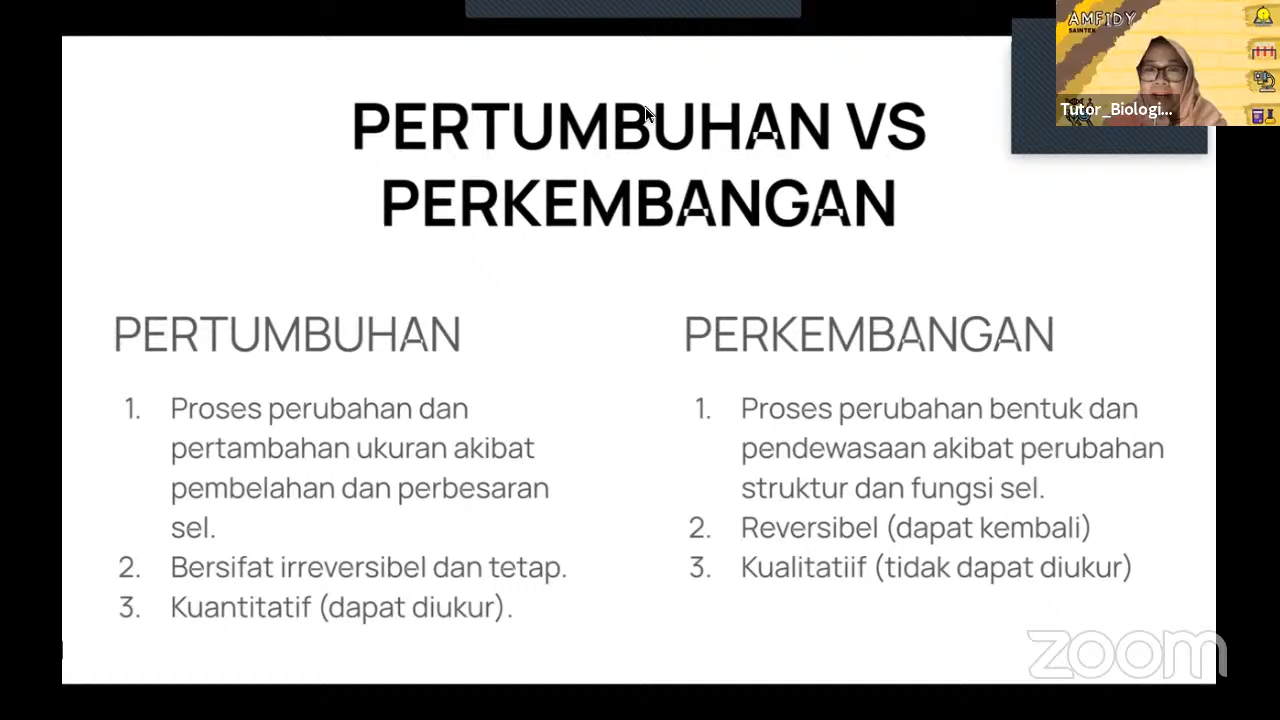 PERTUMBUHAN VS
PERKEMBANGAN
PERTUMBUHAN
1. Proses perubahan dan
pertambahan ukuran akibat
pembelahan dan perbesaran
sel.
2. Bersifat irreversibel dan tetap.
3. Kuantitatif (dapat diukur).
PERKEMBANGAN
1. Proses perubahan bentuk dan
pendewasaan akibat perubahan
struktur dan fungsi sel.
2. Reversibel (dapat kembali)
3. Kualitatiif (tidak dapat diukur)
AMFIDY
SAINTEK
Tutor_Biologi...
zoom